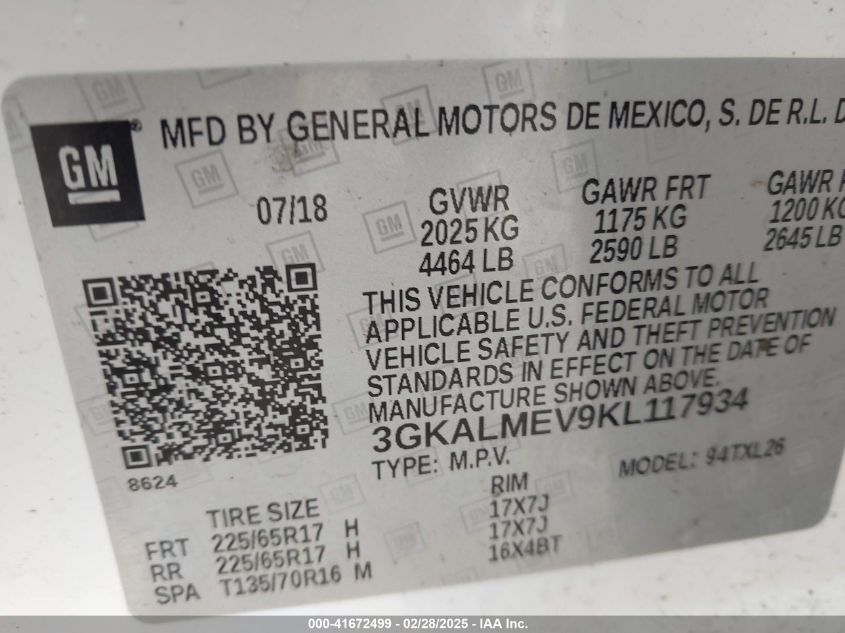 GM
MFD BY GENERAL MOTORS DE MEXICO, S. DE R.L. D
07/18 GVWR GAWR FRT GAWR
2025 KG 1175 KG 1200 KG
4464 LB 2590 LB 2645 LB
THIS VEHICLE CONFORMS TO ALL
APPLICABLE U.S. FEDERAL MOTOR
VEHICLE SAFETY AND THEFT PREVENTION
STANDARDS IN EFFECT ON THE DATE OF
MANUFACTURE SHOWN ABOVE.
3GKALMEV9KL117934
TYPE: M.P.V. MODEL: 94TXL26
8624
TIRE SIZE RIM
FRT 225/65R17 H 17X7J
RR 225/65R17 H 17X7J
SPA T135/70R16 M 16X4BT
000-41672499 - 02/28/2025 - IAA Inc.